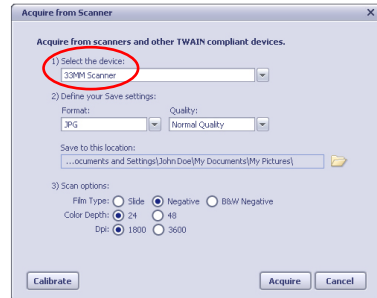 Acquire from Scanner
Acquire from scanners and other TWAIN compliant devices.
1) Select the device:
33MM Scanner
2) Define your Save settings:
Format: Quality:
JPG Normal Quality
Save to this location:
...ocuments and Settings\John Doe\My Documents\My Pictures\
3) Scan options:
Film Type: Slide Negative B&W Negative
Color Depth: 24 48
Dpi: 1800 3600
Calibrate Acquire Cancel